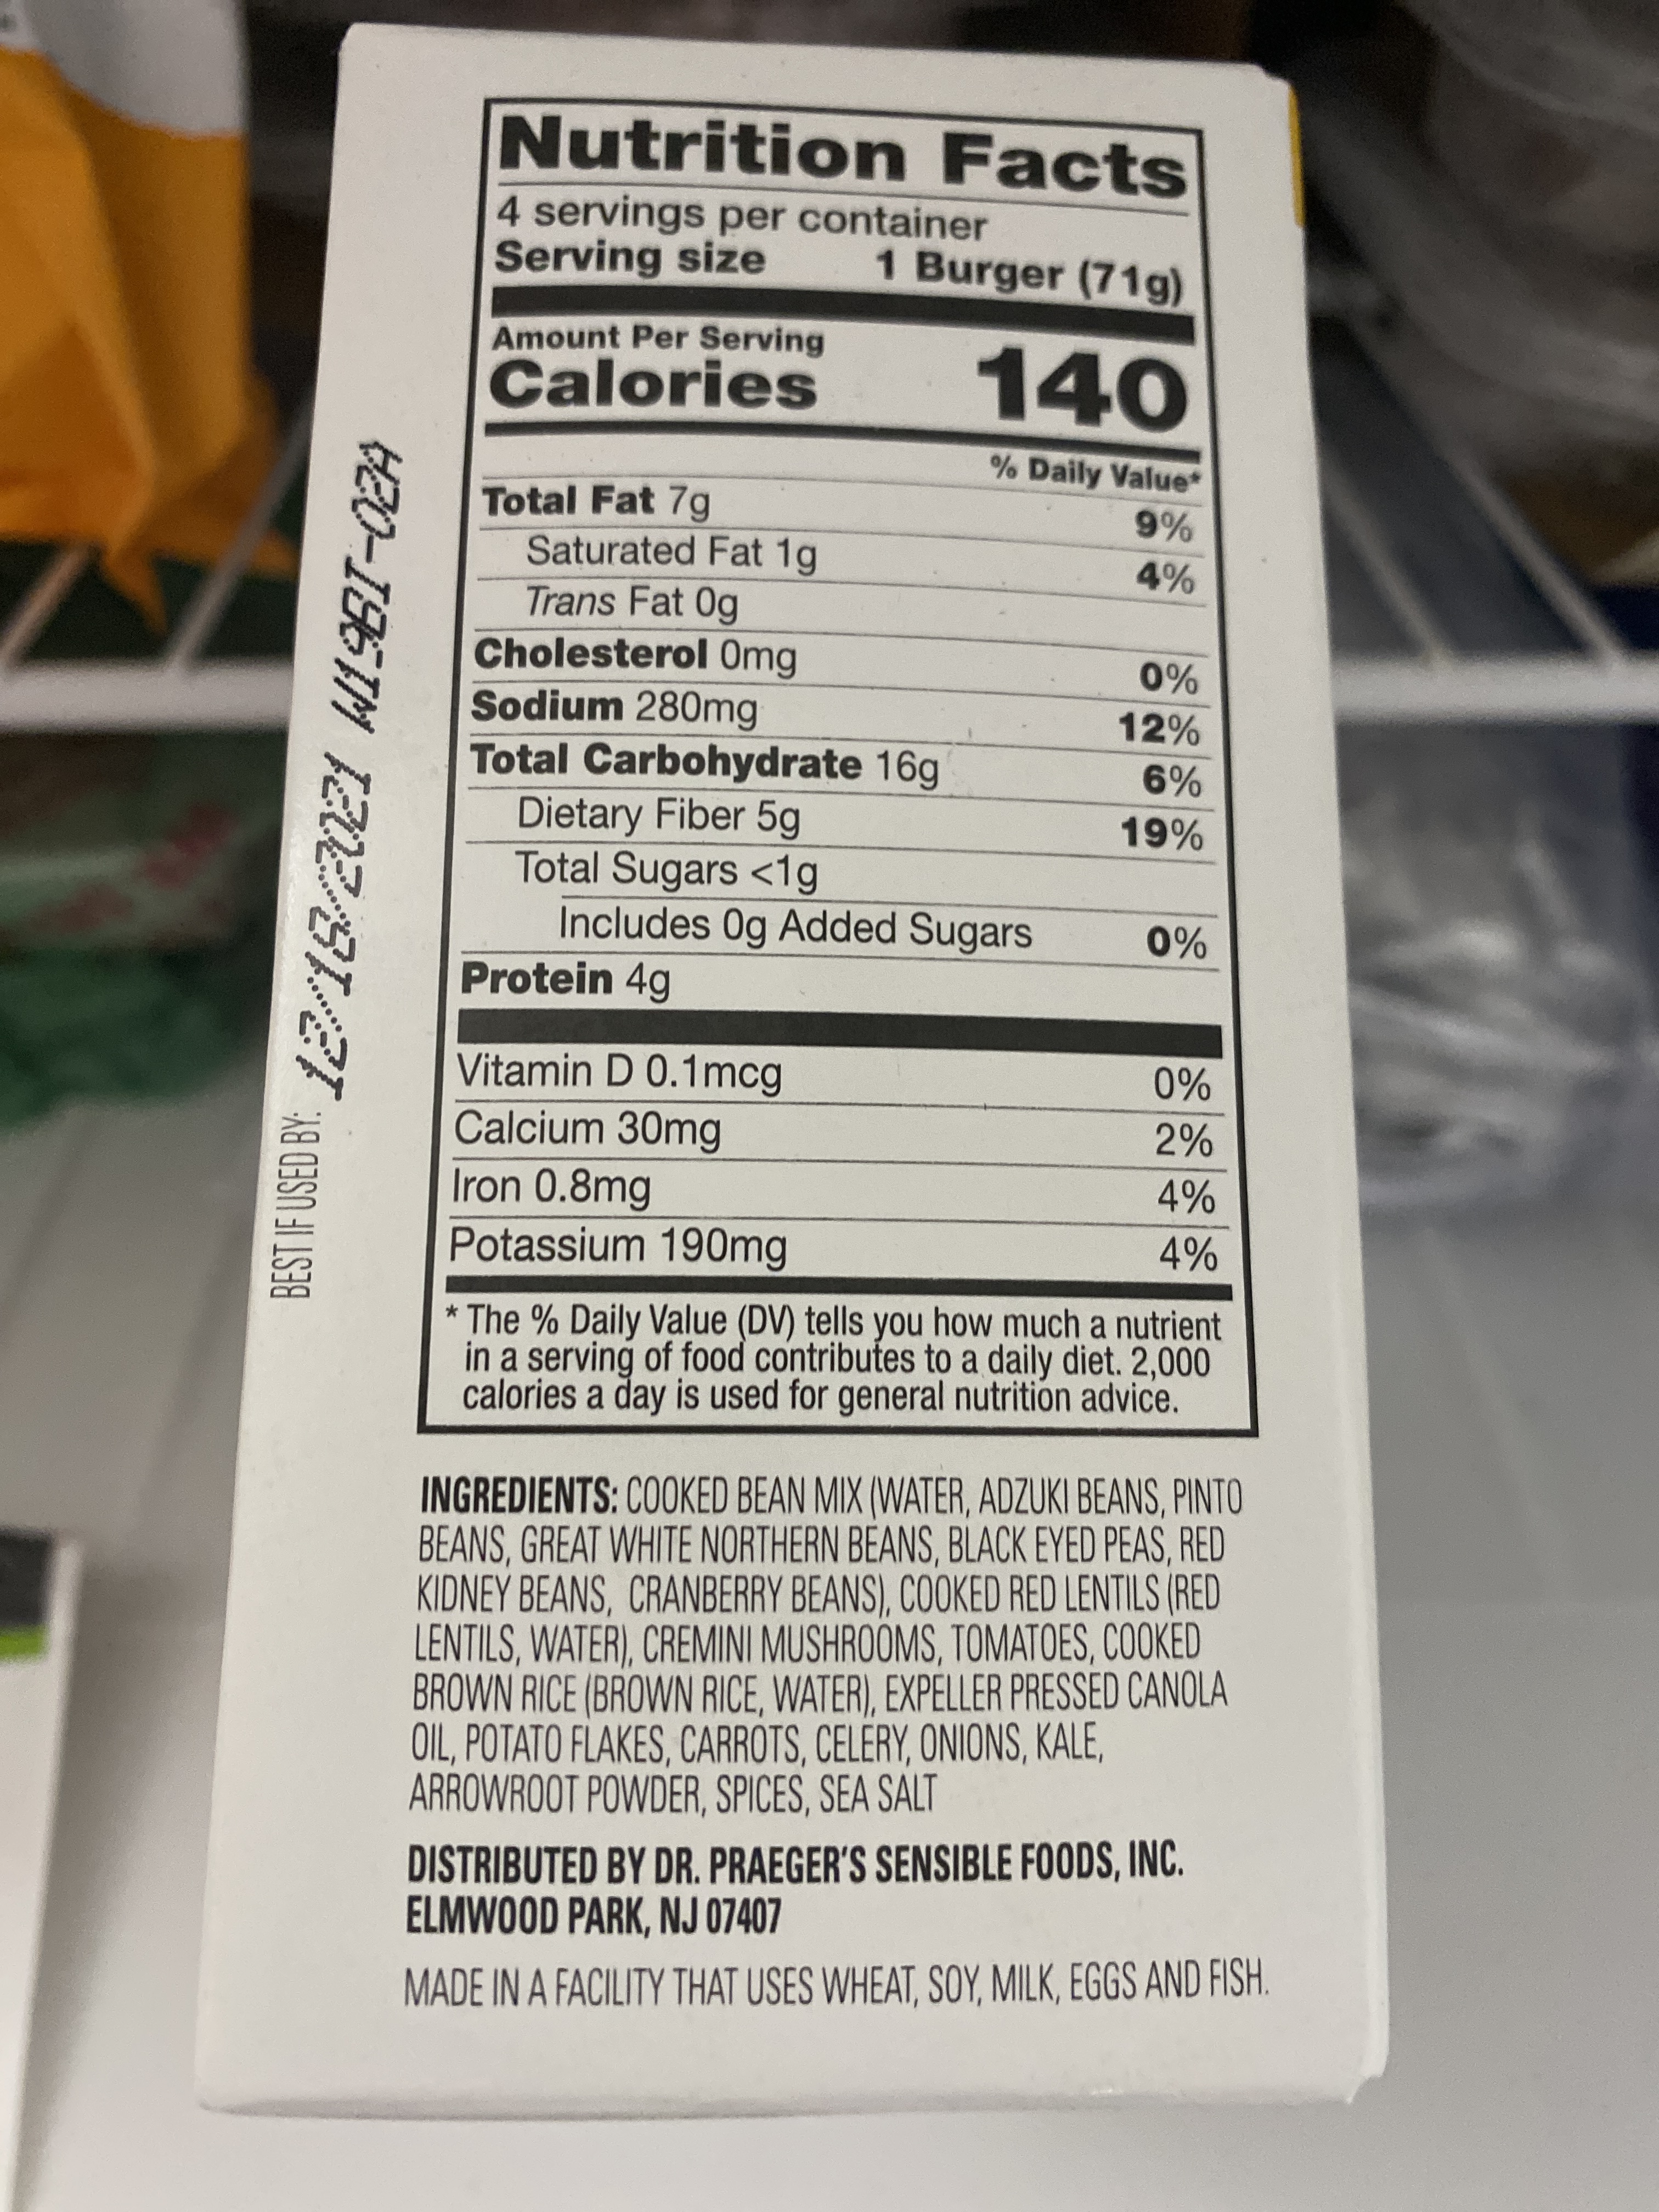 Nutrition Facts
4 servings per container
Serving size 1 Burger (71g)
Amount Per Serving
Calories 140
% Daily Value*
Total Fat 7g 9%
Saturated Fat 1g 4%
Trans Fat 0g
Cholesterol 0mg 0%
Sodium 280mg 12%
Total Carbohydrate 16g 6%
Dietary Fiber 5g 19%
Total Sugars <1g
Includes 0g Added Sugars 0%
Protein 4g
Vitamin D 0.1mcg 0%
Calcium 30mg 2%
Iron 0.8mg 4%
Potassium 190mg 4%
* The % Daily Value (DV) tells you how much a nutrient
in a serving of food contributes to a daily diet. 2,000
calories a day is used for general nutrition advice.
INGREDIENTS: COOKED BEAN MIX (WATER, ADZUKI BEANS, PINTO
BEANS, GREAT WHITE NORTHERN BEANS, BLACK EYED PEAS, RED
KIDNEY BEANS, CRANBERRY BEANS), COOKED RED LENTILS (RED
LENTILS, WATER), CREMINI MUSHROOMS, TOMATOES, COOKED
BROWN RICE (BROWN RICE, WATER), EXPELLER PRESSED CANOLA
OIL, POTATO FLAKES, CARROTS, CELERY, ONIONS, KALE,
ARROWROOT POWDER, SPICES, SEA SALT
DISTRIBUTED BY DR. PRAEGER'S SENSIBLE FOODS, INC.
ELMWOOD PARK, NJ 07407
MADE IN A FACILITY THAT USES WHEAT, SOY, MILK, EGGS AND FISH.
BEST IF USED BY: 12/18/2021